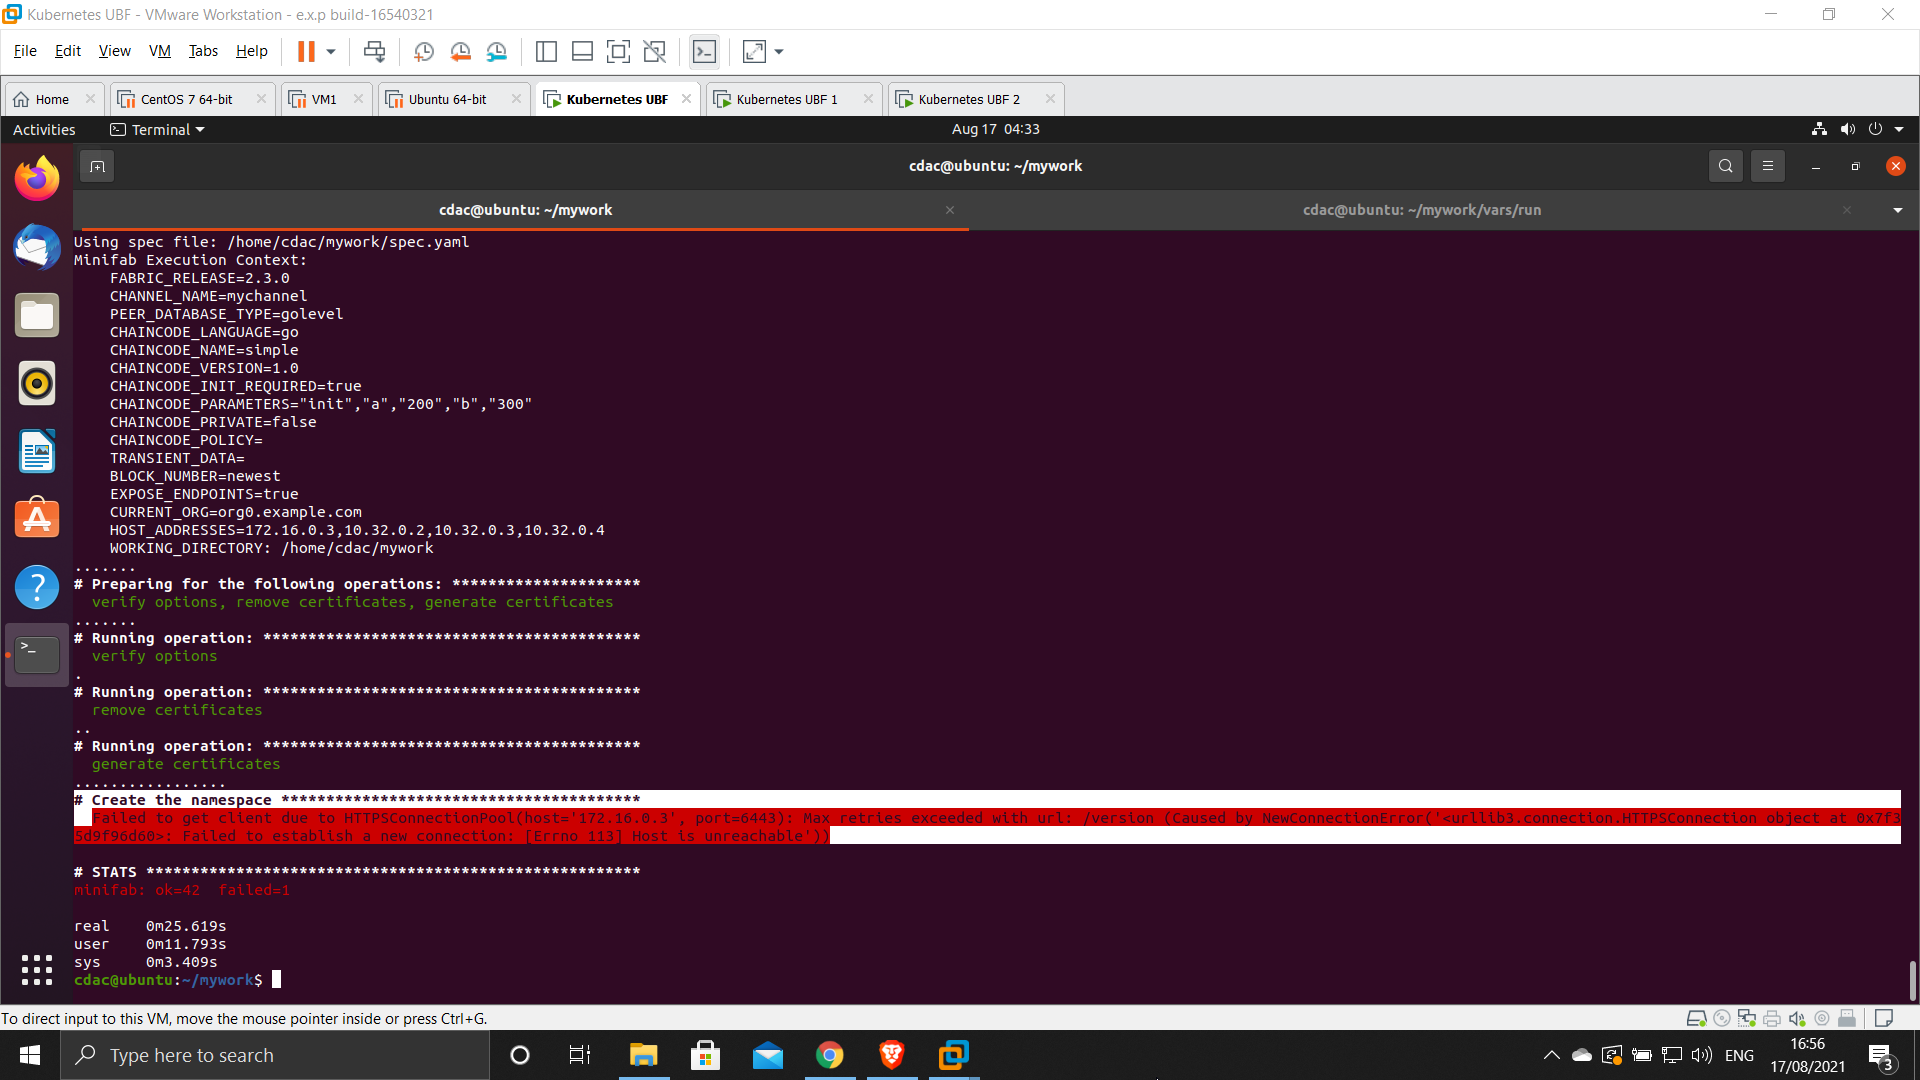 Kubernetes UBF - VMware Workstation - e.x.p build-16540321
File Edit View VM Tabs Help
Home CentOS 7 64-bit VM1 Ubuntu 64-bit Kubernetes UBF Kubernetes UBF 1 Kubernetes UBF 2
Activities Terminal Aug 17 04:33
cdac@ubuntu: ~/mywork
cdac@ubuntu: ~/mywork cdac@ubuntu: ~/mywork/vars/run
Using spec file: /home/cdac/mywork/spec.yaml
Minifab Execution Context:
FABRIC_RELEASE=2.3.0
CHANNEL_NAME=mychannel
PEER_DATABASE_TYPE=golevel
CHAINCODE_LANGUAGE=go
CHAINCODE_NAME=simple
CHAINCODE_VERSION=1.0
CHAINCODE_INIT_REQUIRED=true
CHAINCODE_PARAMETERS="init","a","200","b","300"
CHAINCODE_PRIVATE=false
CHAINCODE_POLICY=
TRANSIENT_DATA=
BLOCK_NUMBER=newest
EXPOSE_ENDPOINTS=true
CURRENT_ORG=org0.example.com
HOST_ADDRESSES=172.16.0.3,10.32.0.2,10.32.0.3,10.32.0.4
WORKING_DIRECTORY: /home/cdac/mywork
.......
# Preparing for the following operations: *********************
verify options, remove certificates, generate certificates
.......
# Running operation: ******************************************
verify options
.
# Running operation: ******************************************
remove certificates
..
# Running operation: ******************************************
generate certificates
.................
# Create the namespace ****************************************
Failed to get client due to HTTPSConnectionPool(host='172.16.0.3', port=6443): Max retries exceeded with url: /version (Caused by NewConnectionError('<urllib3.connection.HTTPSConnection object at 0x7f3
5d9f96d60>: Failed to establish a new connection: [Errno 113] Host is unreachable'))
# STATS *******************************************************
minifab: ok=42 failed=1
real 0m25.619s
user 0m11.793s
sys 0m3.409s
cdac@ubuntu:~/mywork$
To direct input to this VM, move the mouse pointer inside or press Ctrl+G.
Type here to search
ENG
16:56
17/08/2021
3